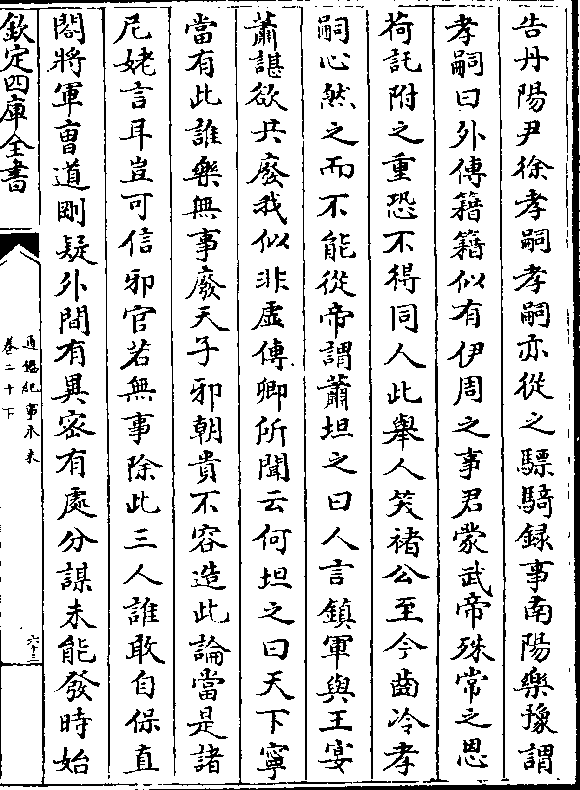 告丹陽尹徐孝嗣孝嗣亦從之驃騎録事南陽樂豫謂
孝嗣曰外傳籍籍似有伊周之事君蒙武帝殊常之恩
荷託附之重恐不得同人此舉人笑褚公至今齒冷孝
嗣心然之而不能從帝謂蕭坦之曰人言鎮軍與王宴
蕭諶欲共廢我似非虛傳卿所聞云何坦之曰天下寧
當有此誰樂無事廢天子邪朝貴不容造此論當是諸
尼姥言耳豈可信邪官若無事除此三人誰敢自保直
閤將軍曹道剛疑外間有異密有處分謀未能發時始
欽定四庫全書
通鑑紀事本末
卷二十下
六十三